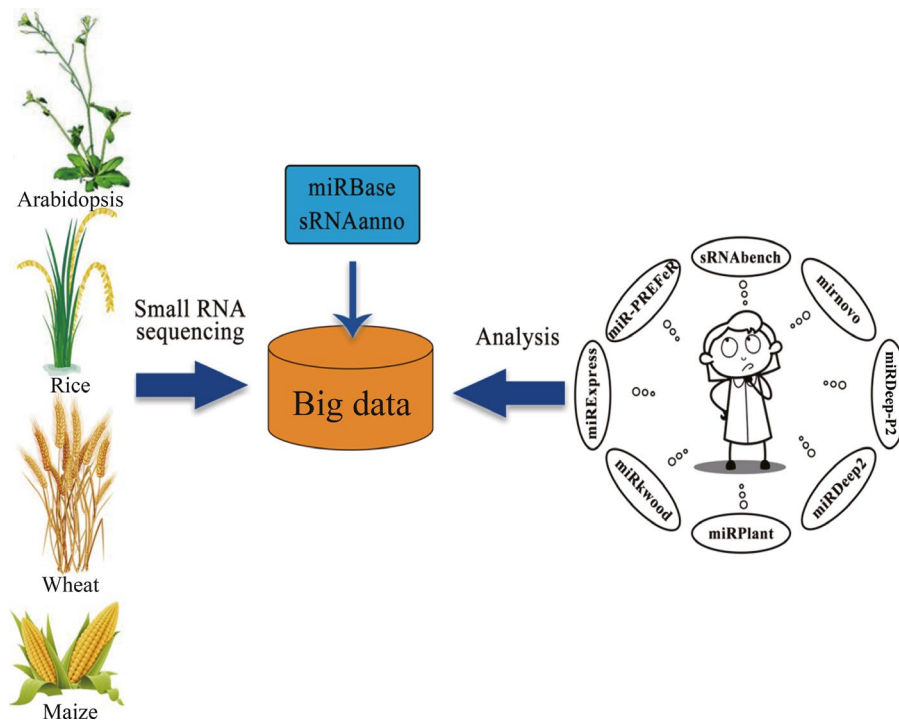 Arabidopsis
Rice
Wheat
Maize
Small RNA
sequencing
miRBase
sRNAanno
Big data
Analysis
sRNAbench
mirnovo
miRDeep-P2
miRDeep2
miRPlant
miRkwood
miRExpress
miR-PREFeR